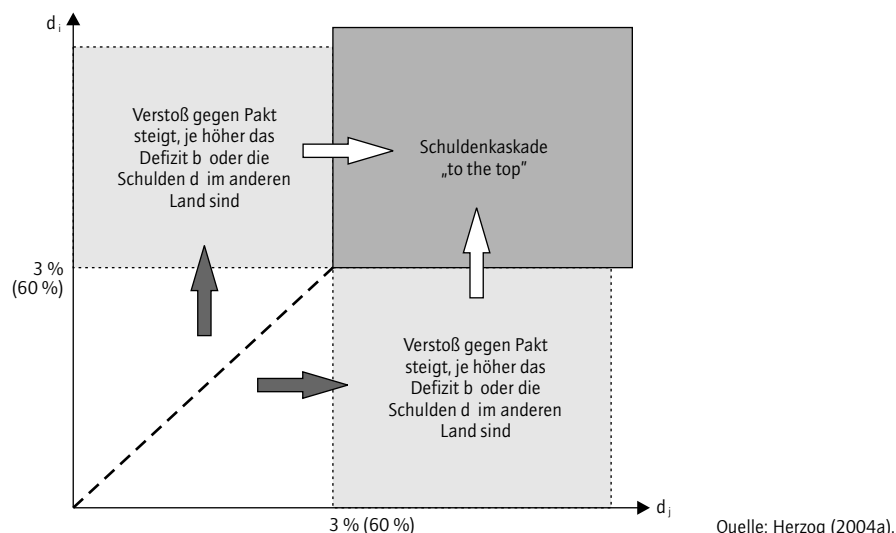 d i
Verstoß gegen Pakt
steigt, je höher das
Defizit b oder die
Schulden d im anderen
Land sind
Schuldenkaskade
„to the top”
3 %
(60 %)
Verstoß gegen Pakt
steigt, je höher das
Defizit b oder die
Schulden d im anderen
Land sind
d j
3 % (60 %)
Quelle: Herzog (2004a).